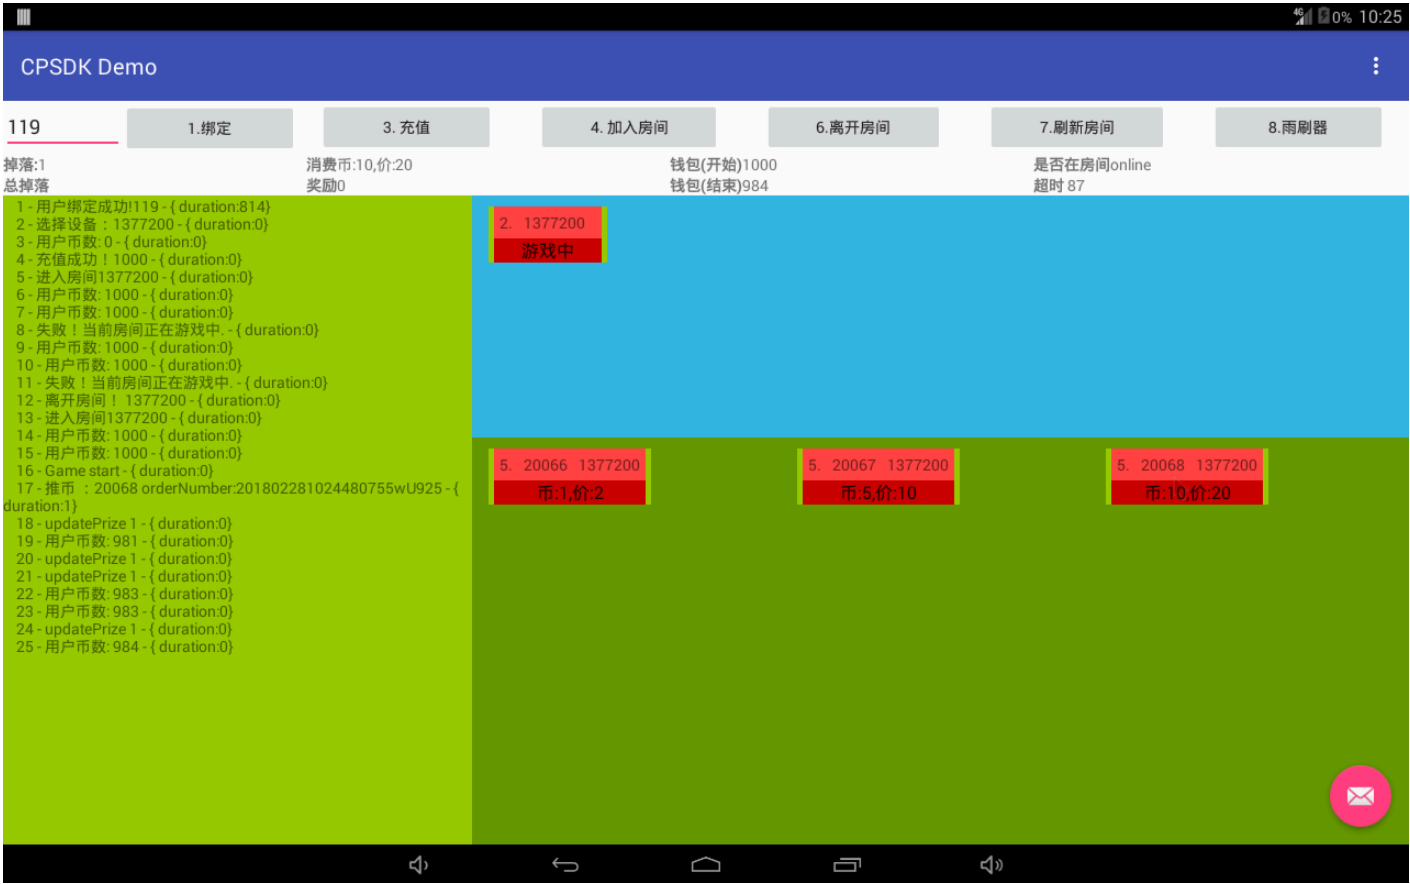 4G 0% 10:25
CPSDK Demo
119 1.绑定 3. 充值 4. 加入房间 6.离开房间 7.刷新房间 8.雨刷器
掉落:1 消费币:10,价:20 钱包(开始)1000 是否在房间online
总掉落 奖励0 钱包(结束)984 超时 87
1 - 用户绑定成功!119 - { duration:814}
2 - 选择设备 : 1377200 - { duration:0}
3 - 用户币数: 0 - { duration:0}
4 - 充值成功 ! 1000 - { duration:0}
5 - 进入房间1377200 - { duration:0}
6 - 用户币数: 1000 - { duration:0}
7 - 用户币数: 1000 - { duration:0}
8 - 失败 ! 当前房间正在游戏中. - { duration:0}
9 - 用户币数: 1000 - { duration:0}
10 - 用户币数: 1000 - { duration:0}
11 - 失败 ! 当前房间正在游戏中. - { duration:0}
12 - 离开房间 ! 1377200 - { duration:0}
13 - 进入房间1377200 - { duration:0}
14 - 用户币数: 1000 - { duration:0}
15 - 用户币数: 1000 - { duration:0}
16 - Game start - { duration:0}
17 - 推币 : 20068 orderNumber:201802281024480755wU925 - {
duration:1}
18 - updatePrize 1 - { duration:0}
19 - 用户币数: 981 - { duration:0}
20 - updatePrize 1 - { duration:0}
21 - updatePrize 1 - { duration:0}
22 - 用户币数: 983 - { duration:0}
23 - 用户币数: 983 - { duration:0}
24 - updatePrize 1 - { duration:0}
25 - 用户币数: 984 - { duration:0}
2. 1377200
游戏中
5. 20066 1377200
币:1,价:2
5. 20067 1377200
币:5,价:10
5. 20068 1377200
币:10,价:20